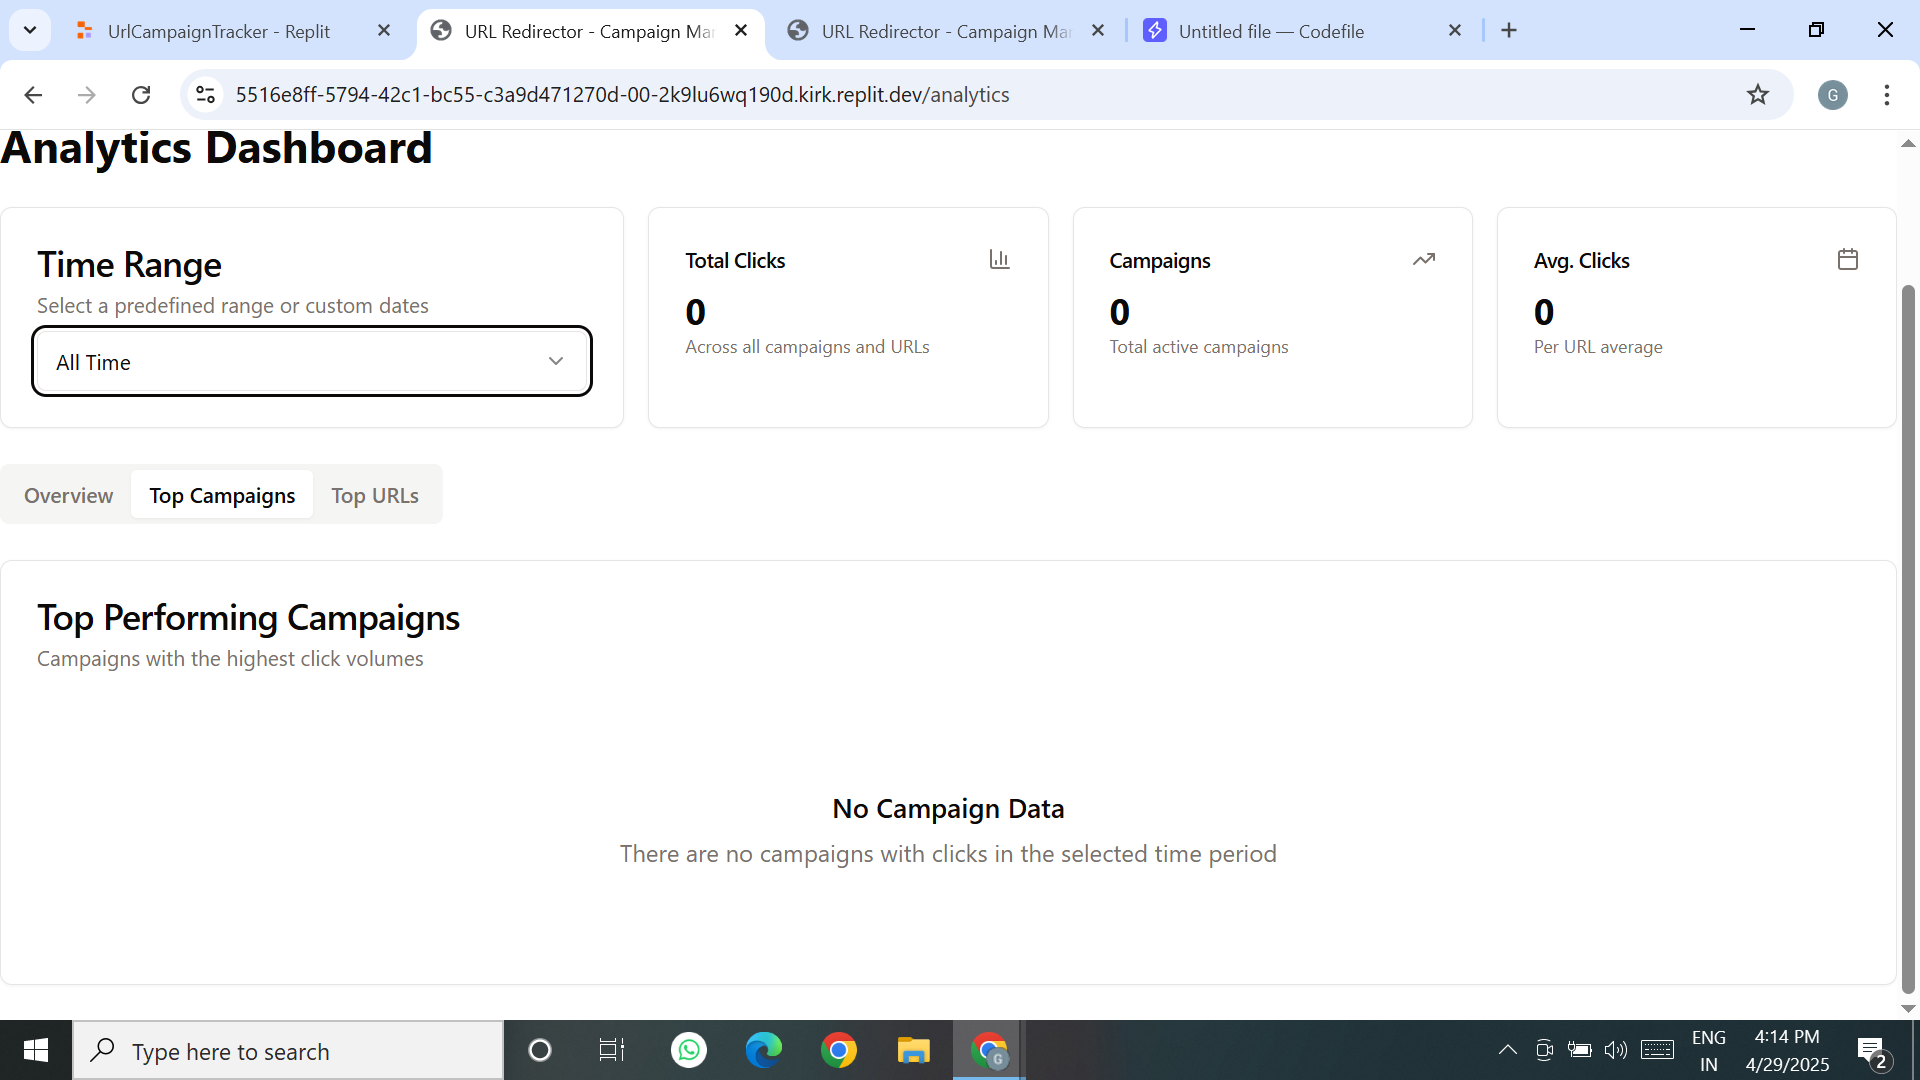 UrlCampaignTracker - Replit
URL Redirector - Campaign Ma
URL Redirector - Campaign Ma
Untitled file — Codefile
5516e8ff-5794-42c1-bc55-c3a9d471270d-00-2k9lu6wq190d.kirk.replit.dev/analytics
G
Analytics Dashboard
Time Range
Select a predefined range or custom dates
All Time
Total Clicks
0
Across all campaigns and URLs
Campaigns
0
Total active campaigns
Avg. Clicks
0
Per URL average
Overview
Top Campaigns
Top URLs
Top Performing Campaigns
Campaigns with the highest click volumes
No Campaign Data
There are no campaigns with clicks in the selected time period
Type here to search
G
ENG
IN
4:14 PM
4/29/2025
2